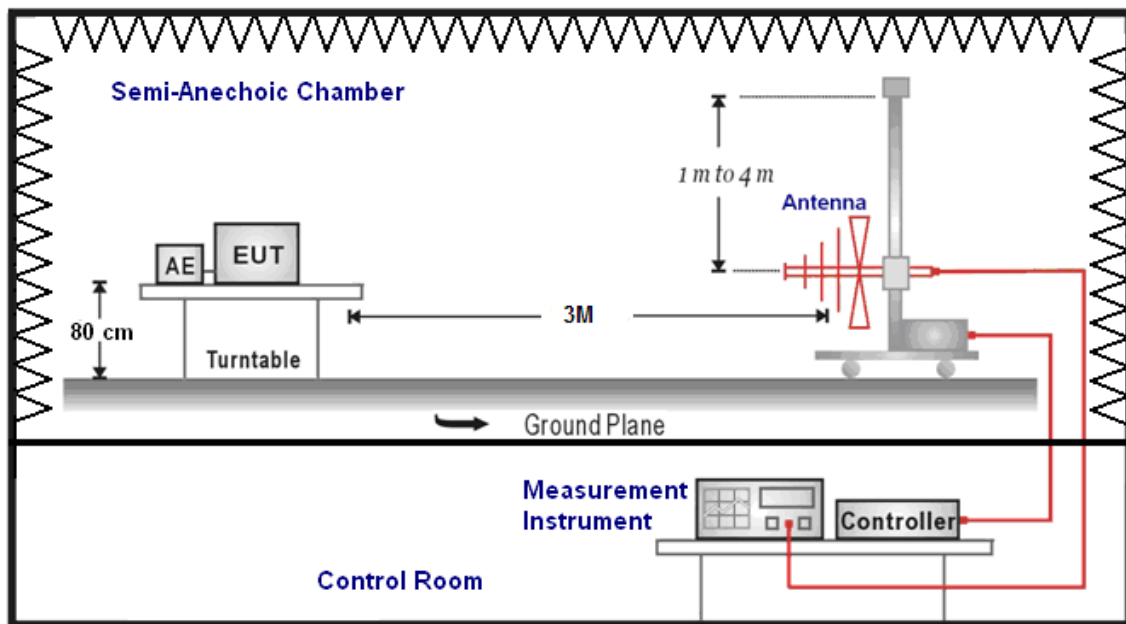 Semi-Anechoic Chamber
1 m to 4 m
Antenna
AE
EUT
80 cm
3M
Turntable
Ground Plane
Measurement
Instrument
Controller
Control Room